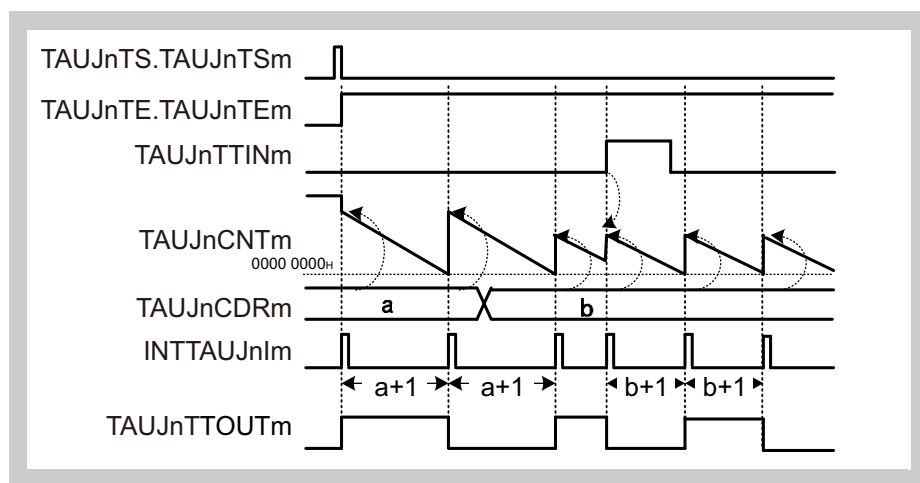 TAUJnTS.TAUJnTSm
TAUJnTE.TAUJnTEm
TAUJnTTINm
TAUJnCNTm
0000 0000H
TAUJnCDRm
a
b
INTTAUJnIm
a+1 a+1 b+1 b+1
TAUJnTTOUTm